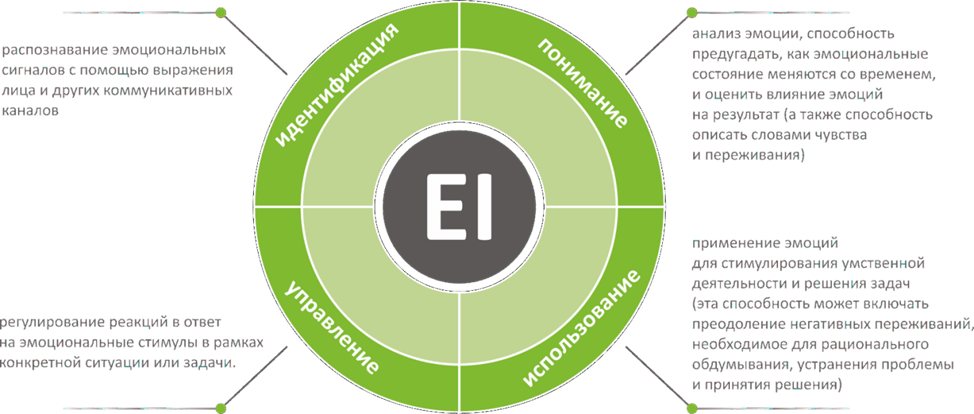 распознавание эмоциональных
сигналов с помощью выражения
лица и других коммуникативных
каналов
идентификация
понимание
анализ эмоции, способность
предугадать, как эмоциональные
состояние меняются со временем,
и оценить влияние эмоций
на результат (а также способность
описать словами чувства
и переживания)
EI
регулирование реакций в ответ
на эмоциональные стимулы в рамках
конкретной ситуации или задачи.
управление
использование
применение эмоций
для стимулирования умственной
деятельности и решения задач
(эта способность может включать
преодоление негативных переживаний,
необходимое для рационального
обдумывания, устранения проблемы
и принятия решения)